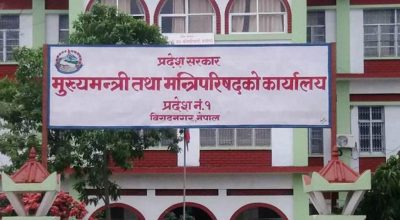 प्रदेश सरकार
मुख्यमन्त्री तथा मन्त्रिपरिषद्को कार्यालय
प्रदेश नं. १
बिराटनगर, नेपाल